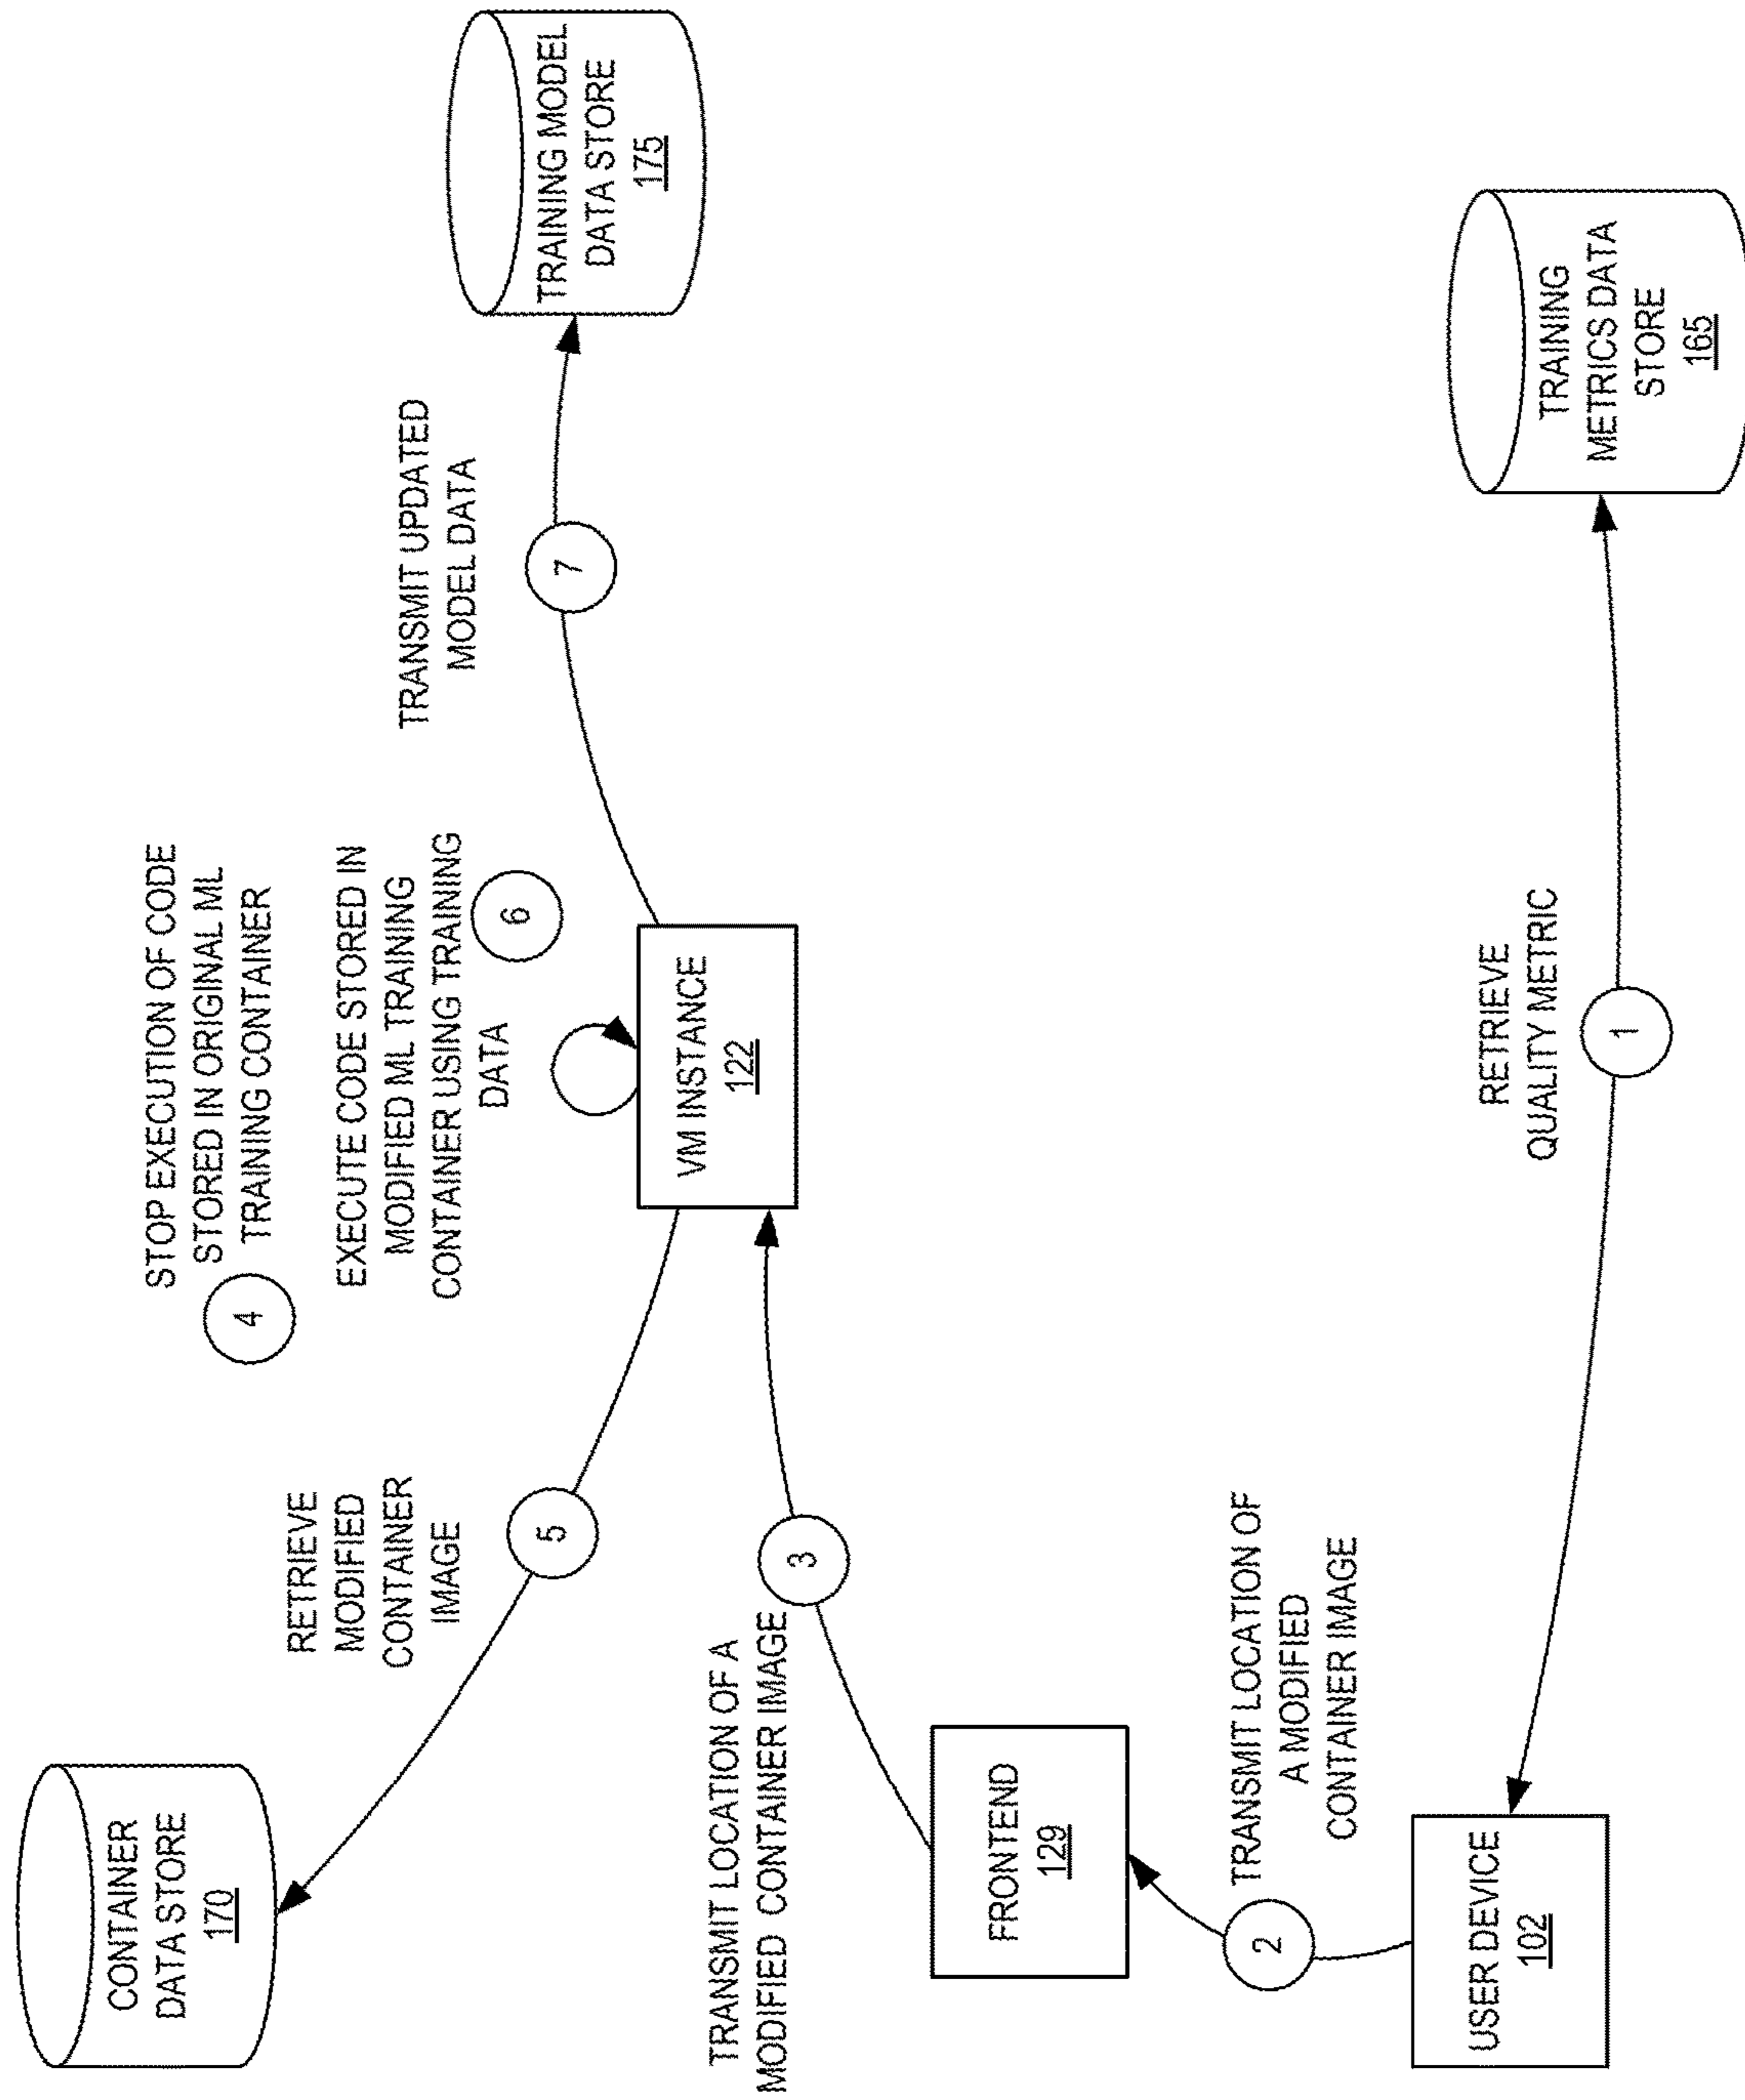 CONTAINER
DATA STORE
170
RETRIEVE
MODIFIED
CONTAINER
IMAGE
5
STOP EXECUTION OF CODE
STORED IN ORIGINAL ML
TRAINING CONTAINER
4
EXECUTE CODE STORED IN
MODIFIED ML TRAINING
CONTAINER USING TRAINING
DATA
6
TRANSMIT UPDATED
MODEL DATA
7
TRAINING MODEL
DATA STORE
175
VM INSTANCE
122
TRANSMIT LOCATION OF A
MODIFIED CONTAINER IMAGE
3
FRONTEND
129
TRANSMIT LOCATION OF
A MODIFIED
CONTAINER IMAGE
2
USER DEVICE
102
RETRIEVE
QUALITY METRIC
1
TRAINING
METRICS DATA
STORE
165